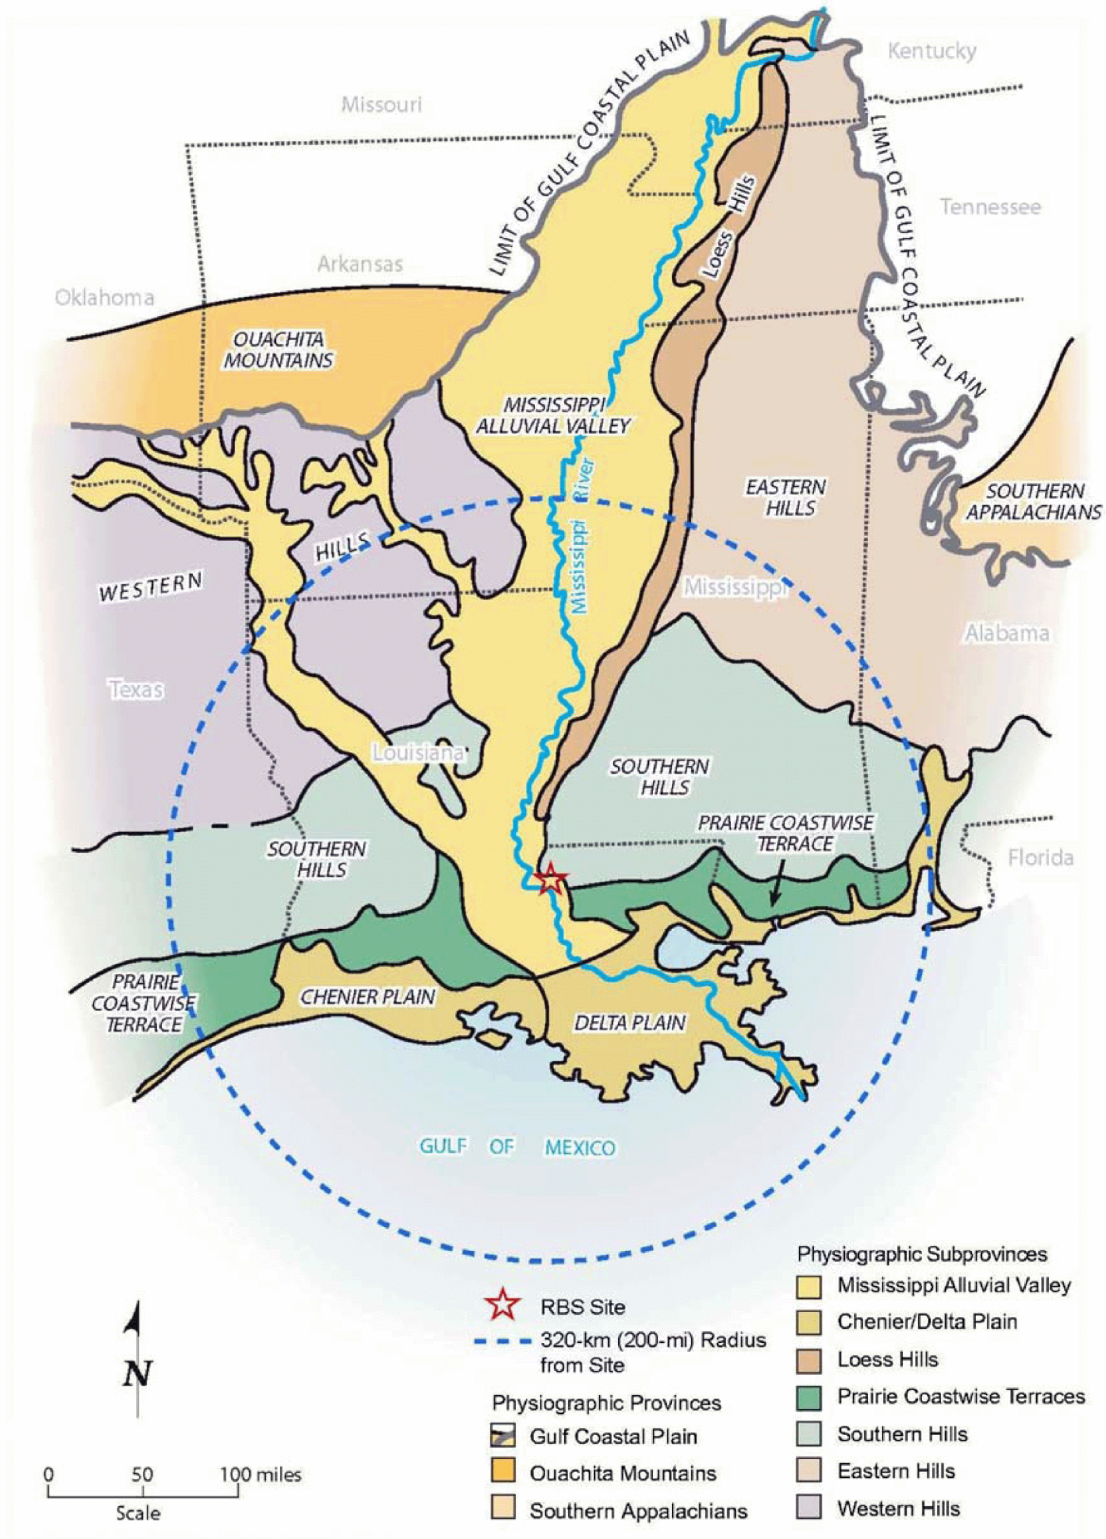 Kentucky
Missouri
LIMIT OF GULF COASTAL PLAIN
LIMIT OF GULF COASTAL PLAIN
Loess Hills
Tennessee
Arkansas
Oklahoma
OUACHITA
MOUNTAINS
MISSISSIPPI
ALLUVIAL VALLEY
Mississippi River
EASTERN
HILLS
SOUTHERN
APPALACHIANS
WESTERN HILLS
Mississippi
Alabama
Texas
Louisiana
SOUTHERN
HILLS
PRAIRIE COASTWISE
TERRACE
SOUTHERN
HILLS
Florida
PRAIRIE
COASTWISE
TERRACE
CHENIER PLAIN
DELTA PLAIN
GULF OF MEXICO
N
0 50 100 miles
Scale
RBS Site
320-km (200-mi) Radius
from Site
Physiographic Provinces
Gulf Coastal Plain
Ouachita Mountains
Southern Appalachians
Physiographic Subprovinces
Mississippi Alluvial Valley
Chenier/Delta Plain
Loess Hills
Prairie Coastwise Terraces
Southern Hills
Eastern Hills
Western Hills